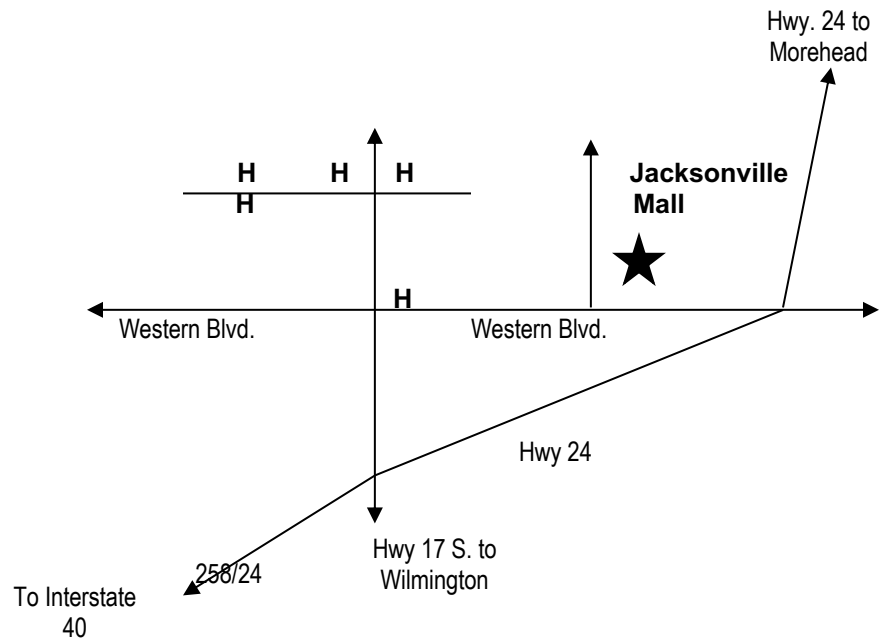 Hwy. 24 to
Morehead
H H H
Jacksonville
Mall
H
H
Western Blvd.
Western Blvd.
Hwy 24
258/24
Hwy 17 S. to
Wilmington
To Interstate
40